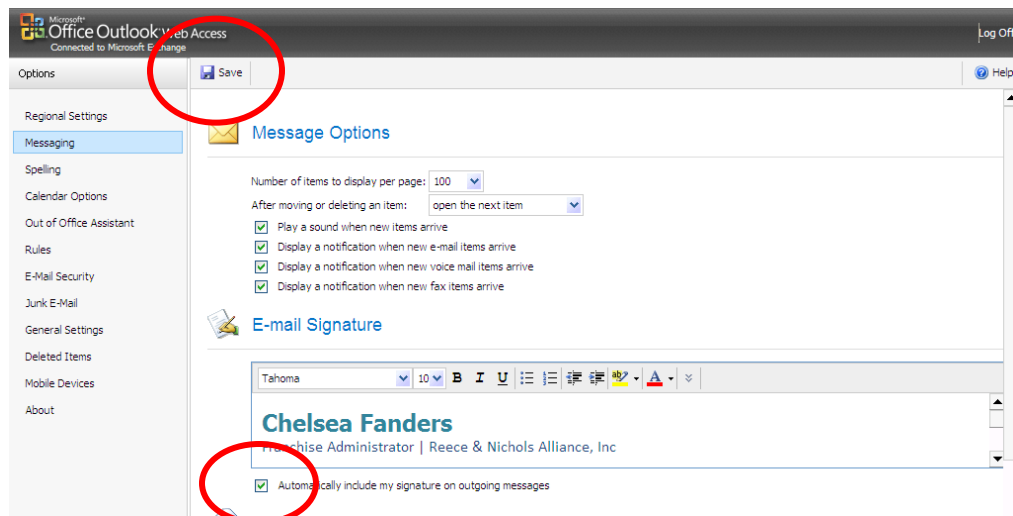 Microsoft®
Office Outlook Web Access
Connected to Microsoft Exchange
Log Off
Options
Save
Help
Regional Settings
Messaging
Spelling
Calendar Options
Out of Office Assistant
Rules
E-Mail Security
Junk E-Mail
General Settings
Deleted Items
Mobile Devices
About
Message Options
Number of items to display per page: 100
After moving or deleting an item: open the next item
Play a sound when new items arrive
Display a notification when new e-mail items arrive
Display a notification when new voice mail items arrive
Display a notification when new fax items arrive
E-mail Signature
Tahoma 10 B I U ab A
Chelsea Fanders
Franchise Administrator | Reece & Nichols Alliance, Inc
Automatically include my signature on outgoing messages